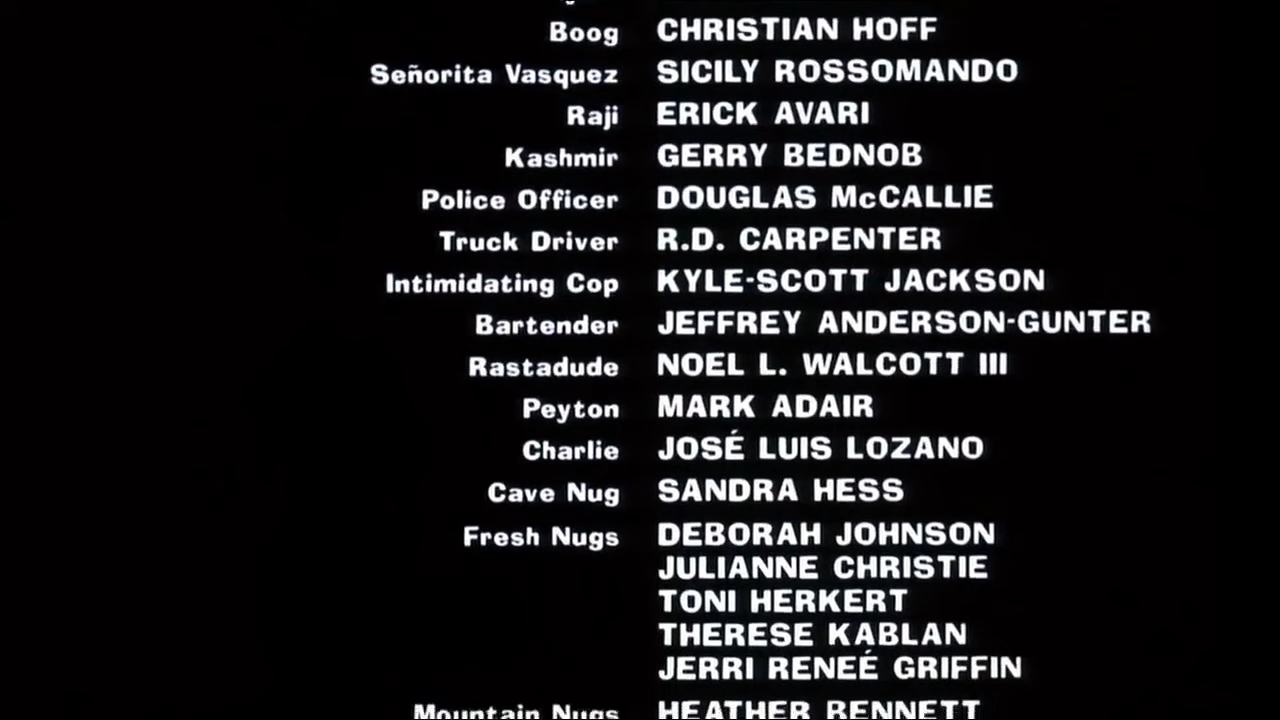 Boog CHRISTIAN HOFF
Señorita Vasquez SICILY ROSSOMANDO
Raji ERICK AVARI
Kashmir GERRY BEDNOB
Police Officer DOUGLAS McCALLIE
Truck Driver R.D. CARPENTER
Intimidating Cop KYLE-SCOTT JACKSON
Bartender JEFFREY ANDERSON-GUNTER
Rastadude NOEL L. WALCOTT III
Peyton MARK ADAIR
Charlie JOSÉ LUIS LOZANO
Cave Nug SANDRA HESS
Fresh Nugs DEBORAH JOHNSON
JULIANNE CHRISTIE
TONI HERKERT
THERESE KABLAN
JERRI RENEÉ GRIFFIN
Mountain Nugs HEATHER